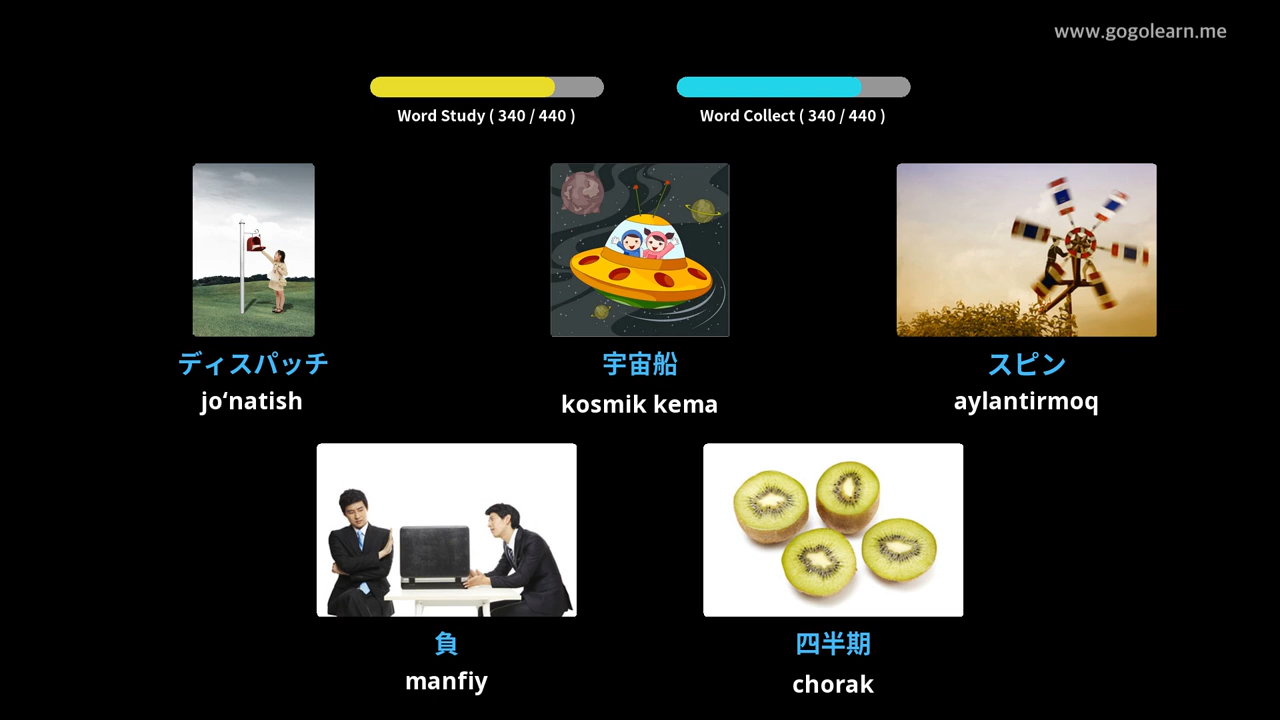 www.gogolearn.me
Word Study ( 340 / 440 )
Word Collect ( 340 / 440 )
ディスパッチ
jo‘natish
宇宙船
kosmik kema
スピン
aylantirmoq
負
manfiy
四半期
chorak